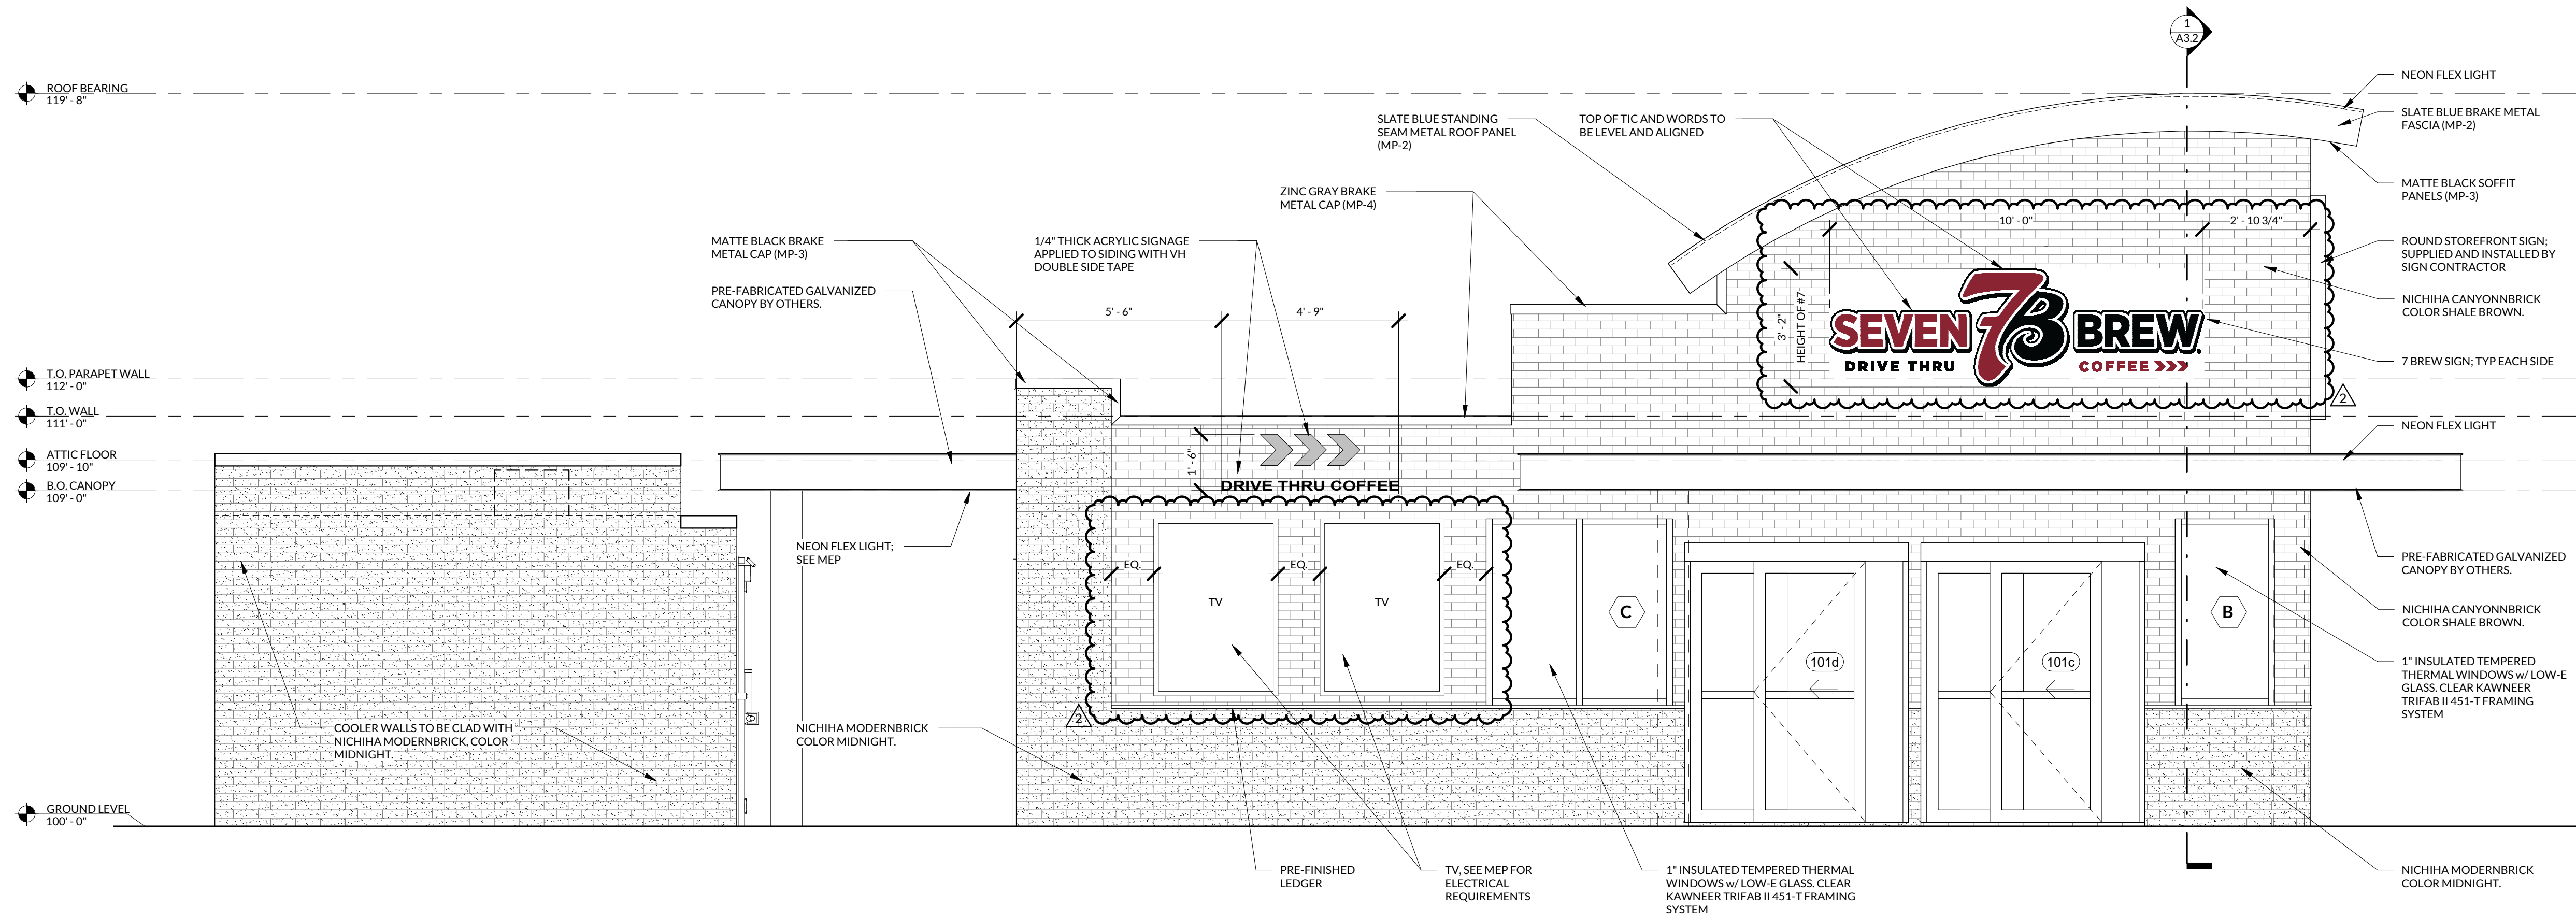 1
A3.2
ROOF BEARING
119' - 8"
NEON FLEX LIGHT
SLATE BLUE STANDING
SEAM METAL ROOF PANEL
(MP-2)
TOP OF TIC AND WORDS TO
BE LEVEL AND ALIGNED
SLATE BLUE BRAKE METAL
FASCIA (MP-2)
MATTE BLACK SOFFIT
PANELS (MP-3)
ZINC GRAY BRAKE
METAL CAP (MP-4)
10' - 0"
2' - 10 3/4"
MATTE BLACK BRAKE
METAL CAP (MP-3)
1/4" THICK ACRYLIC SIGNAGE
APPLIED TO SIDING WITH VH
DOUBLE SIDE TAPE
ROUND STOREFRONT SIGN;
SUPPLIED AND INSTALLED BY
SIGN CONTRACTOR
PRE-FABRICATED GALVANIZED
CANOPY BY OTHERS.
NICHIHA CANYONNBRICK
COLOR SHALE BROWN.
5' - 6"
4' - 9"
3' - 2"
HEIGHT OF #7
SEVEN 7B BREW
DRIVE THRU COFFEE
7 BREW SIGN; TYP EACH SIDE
T.O. PARAPET WALL
112' - 0"
2
T.O. WALL
111' - 0"
NEON FLEX LIGHT
ATTIC FLOOR
109' - 10"
1' - 6"
B.O. CANOPY
109' - 0"
DRIVE THRU COFFEE
NEON FLEX LIGHT;
SEE MEP
EQ.
EQ.
EQ.
PRE-FABRICATED GALVANIZED
CANOPY BY OTHERS.
TV
TV
C
B
NICHIHA CANYONNBRICK
COLOR SHALE BROWN.
101d
101c
1" INSULATED TEMPERED
THERMAL WINDOWS w/ LOW-E
GLASS. CLEAR KAWNEER
TRIFAB II 451-T FRAMING
SYSTEM
2
COOLER WALLS TO BE CLAD WITH
NICHIHA MODERNBRICK, COLOR
MIDNIGHT.
NICHIHA MODERNBRICK
COLOR MIDNIGHT.
GROUND LEVEL
100' - 0"
PRE-FINISHED
LEDGER
TV, SEE MEP FOR
ELECTRICAL
REQUIREMENTS
1" INSULATED TEMPERED THERMAL
WINDOWS w/ LOW-E GLASS. CLEAR
KAWNEER TRIFAB II 451-T FRAMING
SYSTEM
NICHIHA MODERNBRICK
COLOR MIDNIGHT.